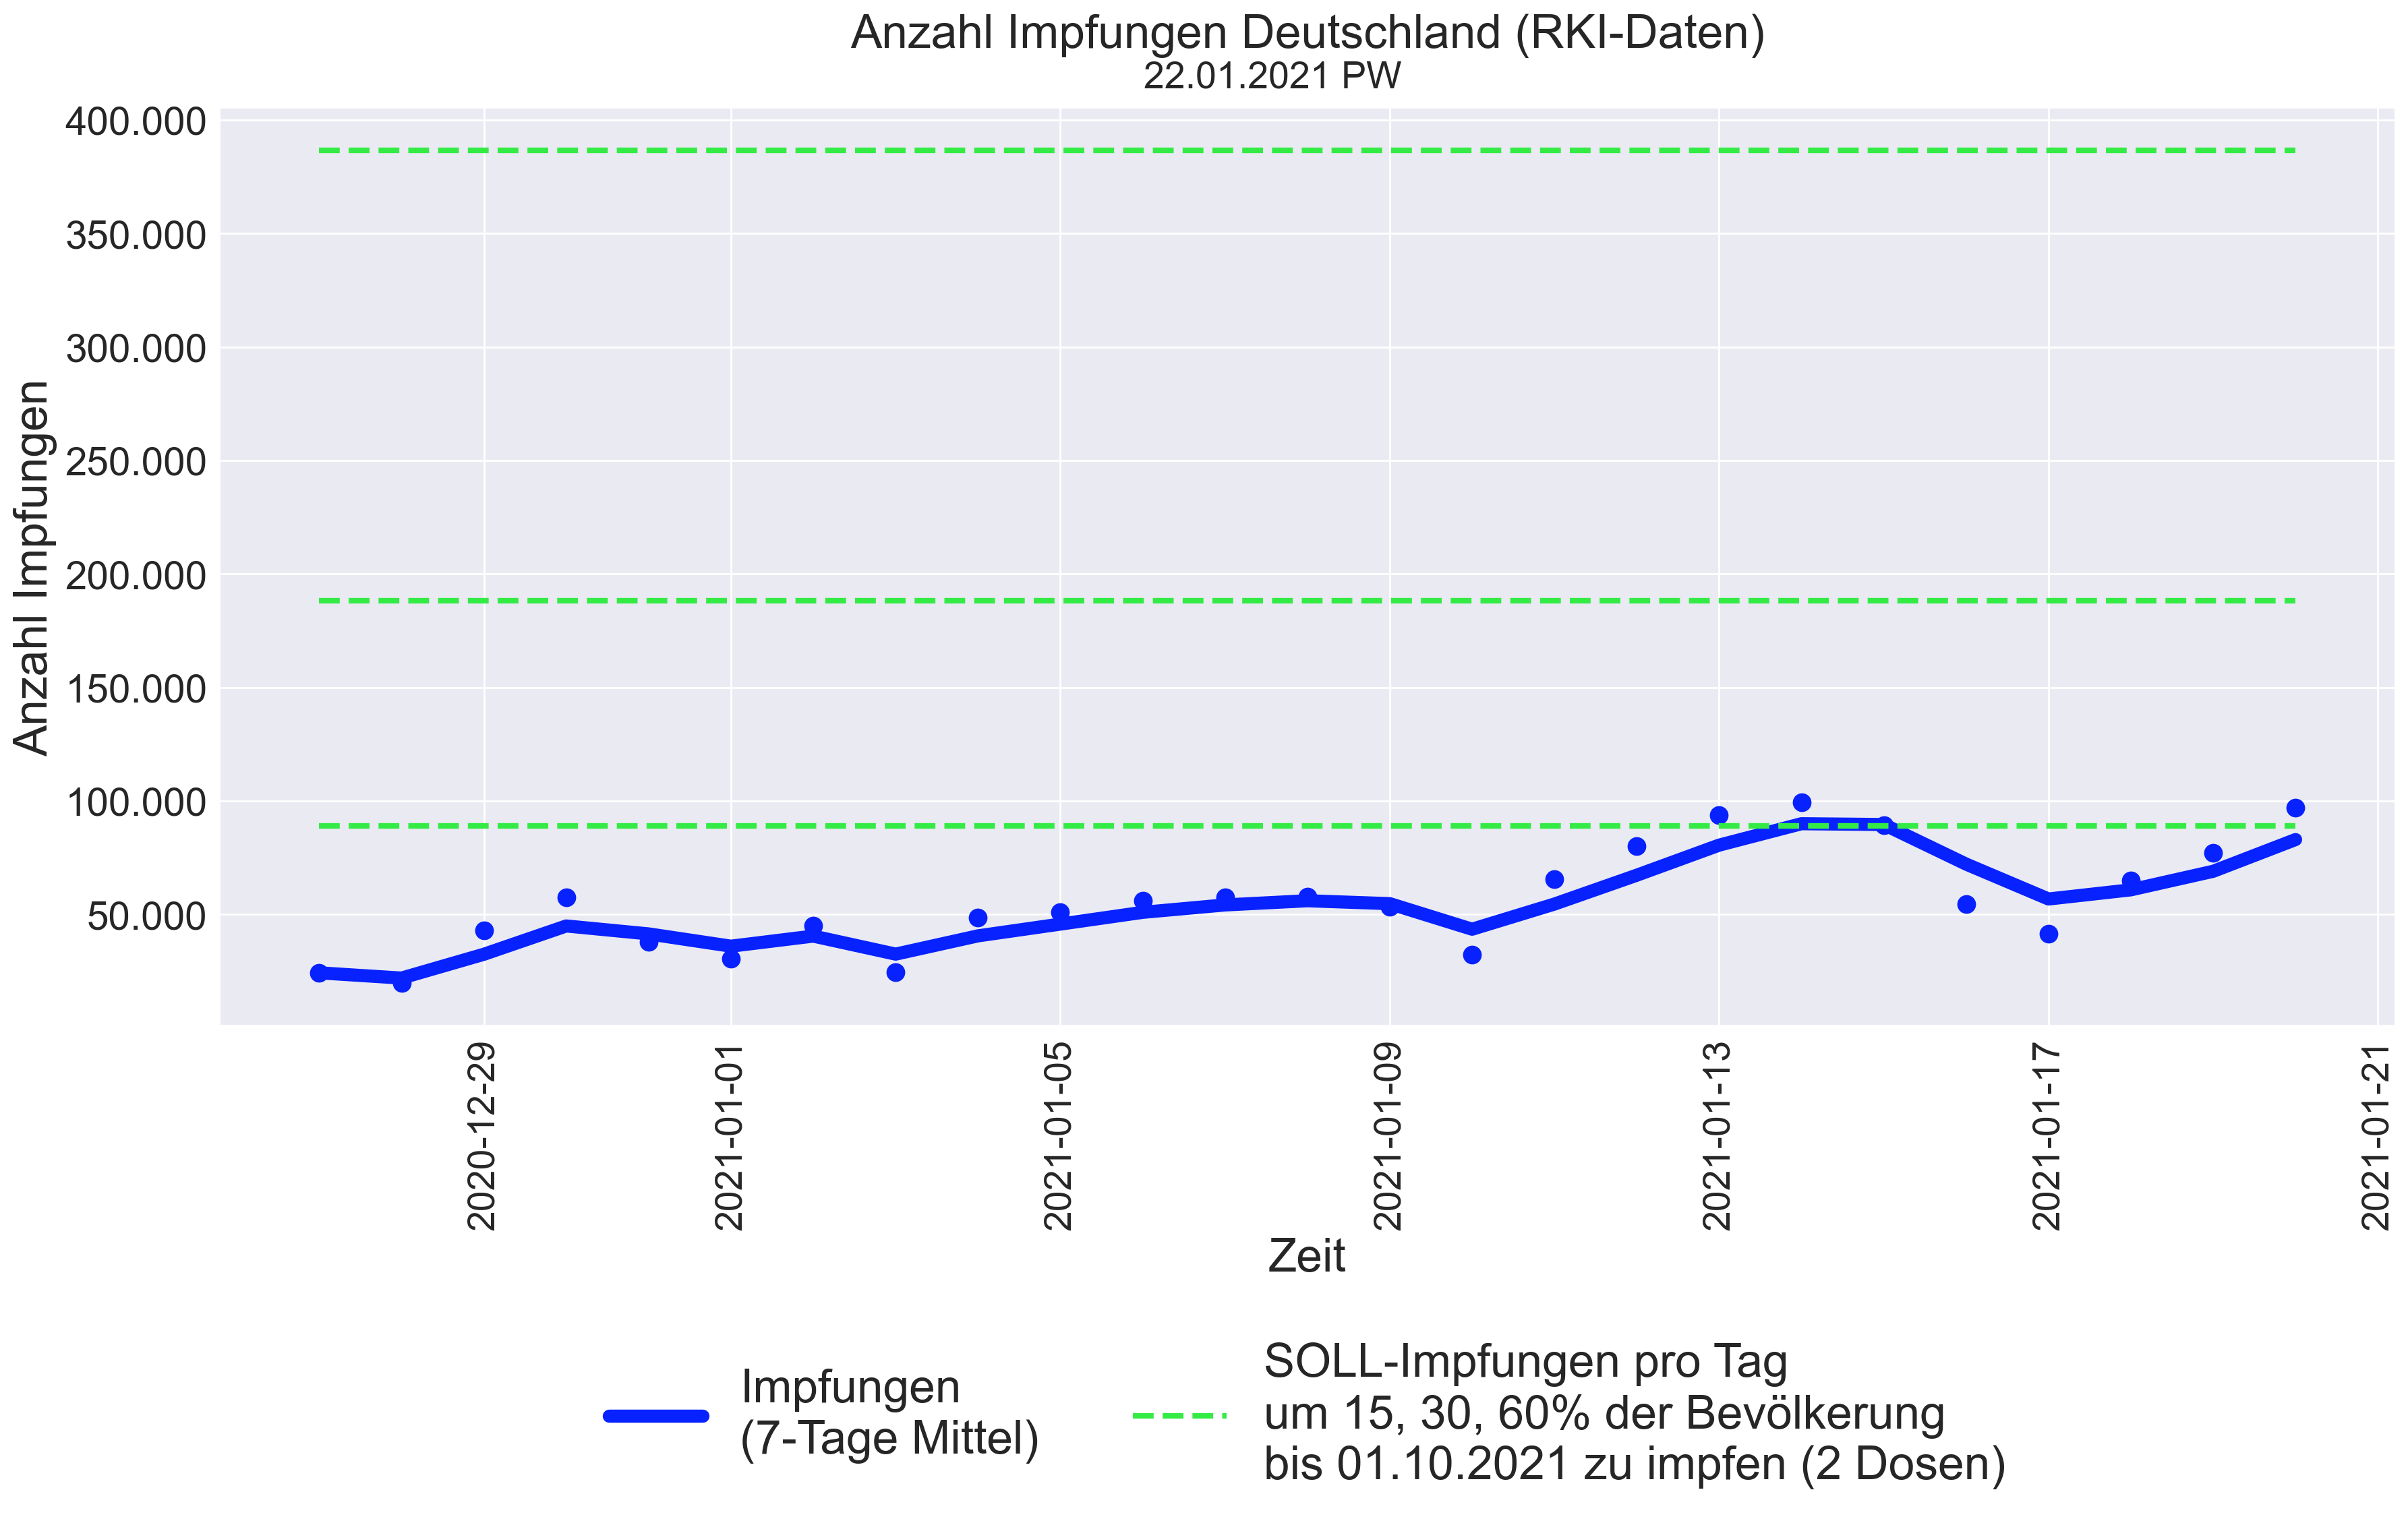 Anzahl Impfungen Deutschland (RKI-Daten)
22.01.2021 PW
400.000
350.000
300.000
250.000
200.000
150.000
100.000
50.000
Anzahl Impfungen
2020-12-29
2021-01-01
2021-01-05
2021-01-09
2021-01-13
2021-01-17
2021-01-21
Zeit
Impfungen
(7-Tage Mittel)
SOLL-Impfungen pro Tag
um 15, 30, 60% der Bevölkerung
bis 01.10.2021 zu impfen (2 Dosen)